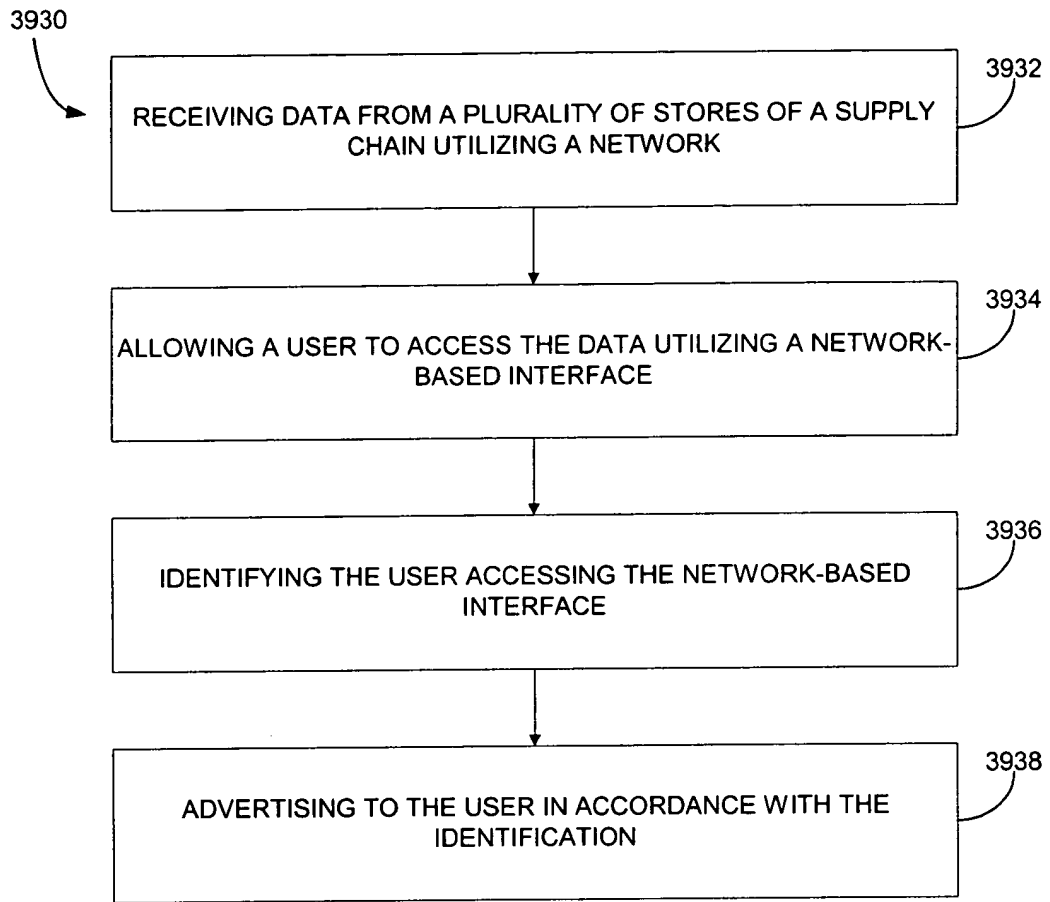 3930
3932
RECEIVING DATA FROM A PLURALITY OF STORES OF A SUPPLY
CHAIN UTILIZING A NETWORK
3934
ALLOWING A USER TO ACCESS THE DATA UTILIZING A NETWORK-
BASED INTERFACE
3936
IDENTIFYING THE USER ACCESSING THE NETWORK-BASED
INTERFACE
3938
ADVERTISING TO THE USER IN ACCORDANCE WITH THE
IDENTIFICATION